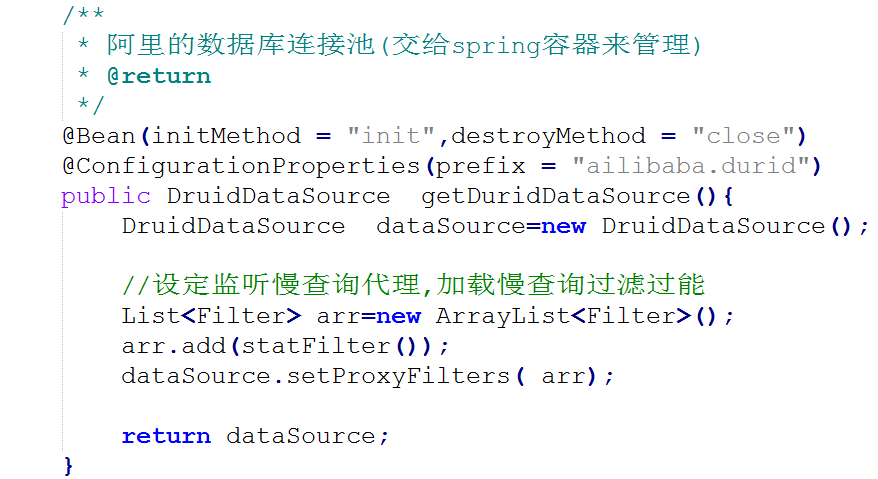 /**
 * 阿里的数据库连接池(交给spring容器来管理)
 * @return
 */
@Bean(initMethod = "init",destroyMethod = "close")
@ConfigurationProperties(prefix = "ailibaba.durid")
public DruidDataSource  getDuridDataSource(){
    DruidDataSource  dataSource=new DruidDataSource();
    //设定监听慢查询代理,加载慢查询过滤过能
    List<Filter> arr=new ArrayList<Filter>();
    arr.add(statFilter());
    dataSource.setProxyFilters( arr);
    return dataSource;
}